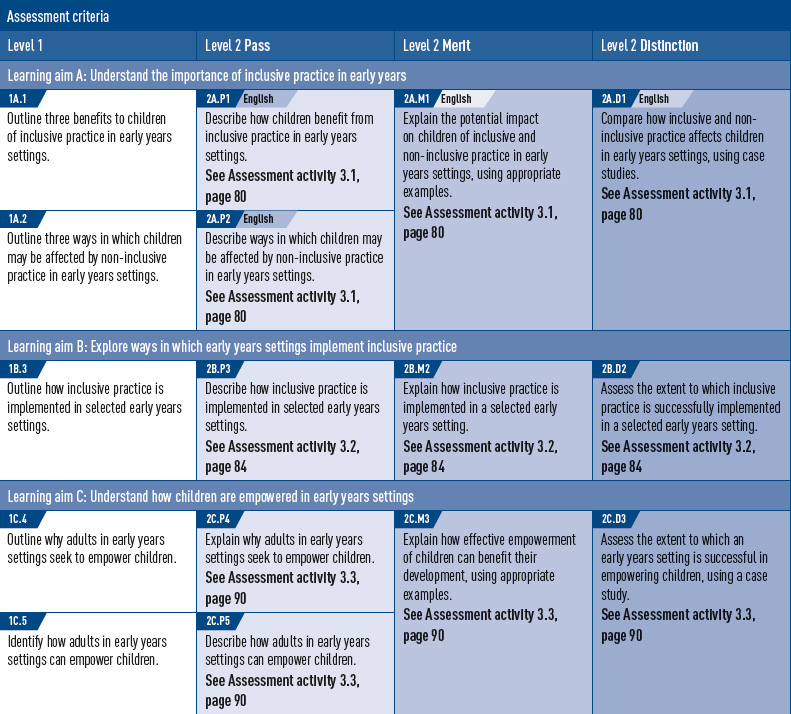 Assessment criteria
Level 1
Level 2 Pass
Level 2 Merit
Level 2 Distinction
Learning aim A: Understand the importance of inclusive practice in early years
1A.1
Outline three benefits to children
of inclusive practice in early years
settings.
2A.P1 English
Describe how children benefit from
inclusive practice in early years
settings.
See Assessment activity 3.1,
page 80
2A.M1 English
Explain the potential impact
on children of inclusive and
non-inclusive practice in early
years settings, using appropriate
examples.
See Assessment activity 3.1,
page 80
2A.D1 English
Compare how inclusive and non-
inclusive practice affects children
in early years settings, using case
studies.
See Assessment activity 3.1,
page 80
1A.2
Outline three ways in which children
may be affected by non-inclusive
practice in early years settings.
2A.P2 English
Describe ways in which children may
be affected by non-inclusive practice
in early years settings.
See Assessment activity 3.1,
page 80
Learning aim B: Explore ways in which early years settings implement inclusive practice
1B.3
Outline how inclusive practice is
implemented in selected early years
settings.
2B.P3
Describe how inclusive practice is
implemented in selected early years
settings.
See Assessment activity 3.2,
page 84
2B.M2
Explain how inclusive practice is
implemented in a selected early
years setting.
See Assessment activity 3.2,
page 84
2B.D2
Assess the extent to which inclusive
practice is successfully implemented
in a selected early years setting.
See Assessment activity 3.2,
page 84
Learning aim C: Understand how children are empowered in early years settings
1C.4
Outline why adults in early years
settings seek to empower children.
2C.P4
Explain why adults in early years
settings seek to empower children.
See Assessment activity 3.3,
page 90
2C.M3
Explain how effective empowerment
of children can benefit their
development, using appropriate
examples.
See Assessment activity 3.3,
page 90
2C.D3
Assess the extent to which an
early years setting is successful in
empowering children, using a case
study.
See Assessment activity 3.3,
page 90
1C.5
Identify how adults in early years
settings can empower children.
2C.P5
Describe how adults in early years
settings can empower children.
See Assessment activity 3.3,
page 90